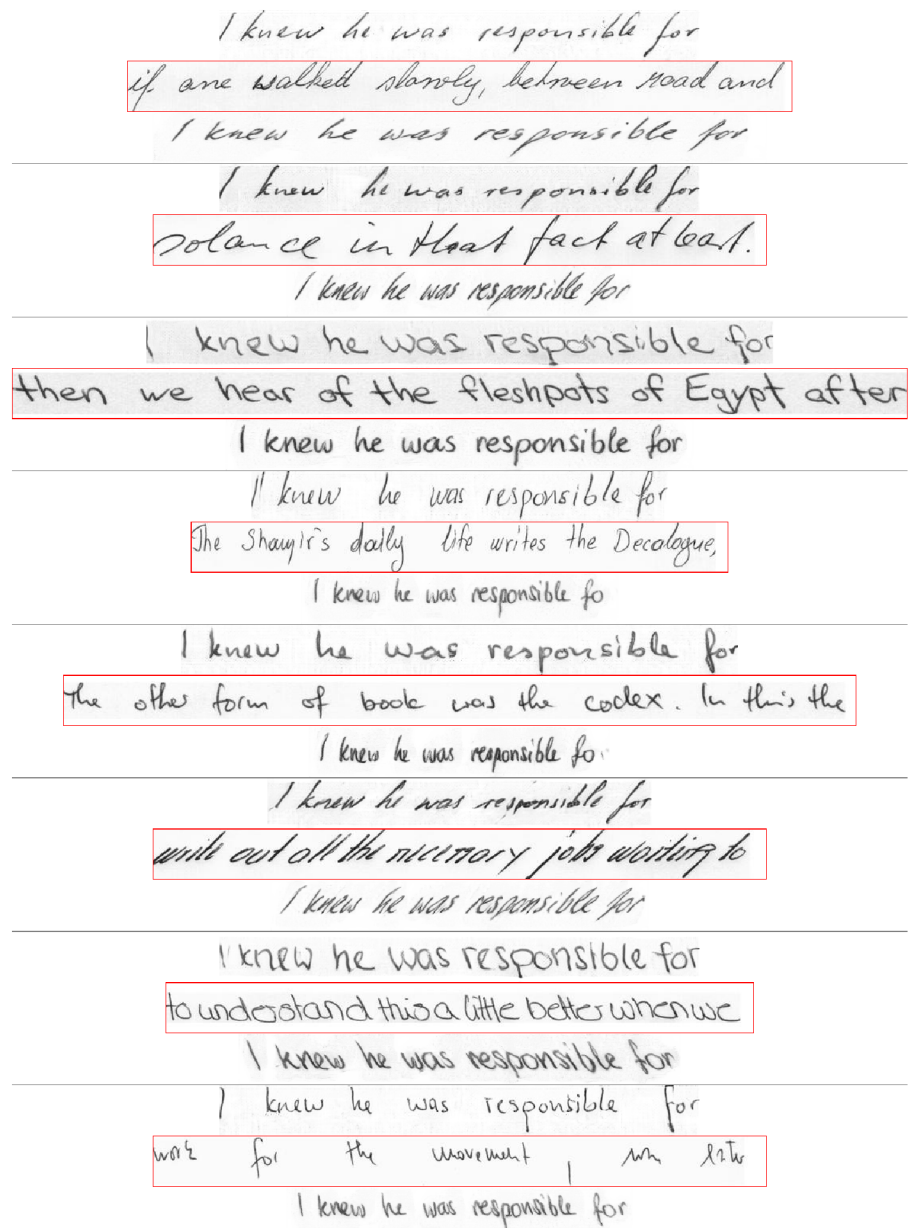 I knew he was responsible for
if one walked slowly, between road and
I knew he was responsible for
I knew he was responsible for
solance in that fact at least.
I knew he was responsible for
I knew he was responsible for
then we hear of the fleshpots of Egypt after
I knew he was responsible for
I knew he was responsible for
The daily life writes the Decalogue,
I knew he was responsible fo
I knew he was responsible for
The other form of book was the codex. In this the
I knew he was responsible fo
I knew he was responsible for
write out all the necessary jobs waiting to
I knew he was responsible for
I knew he was responsible for
to understand this a little better when we
I knew he was responsible for
I knew he was responsible for
work for the movement,
I knew he was responsible for